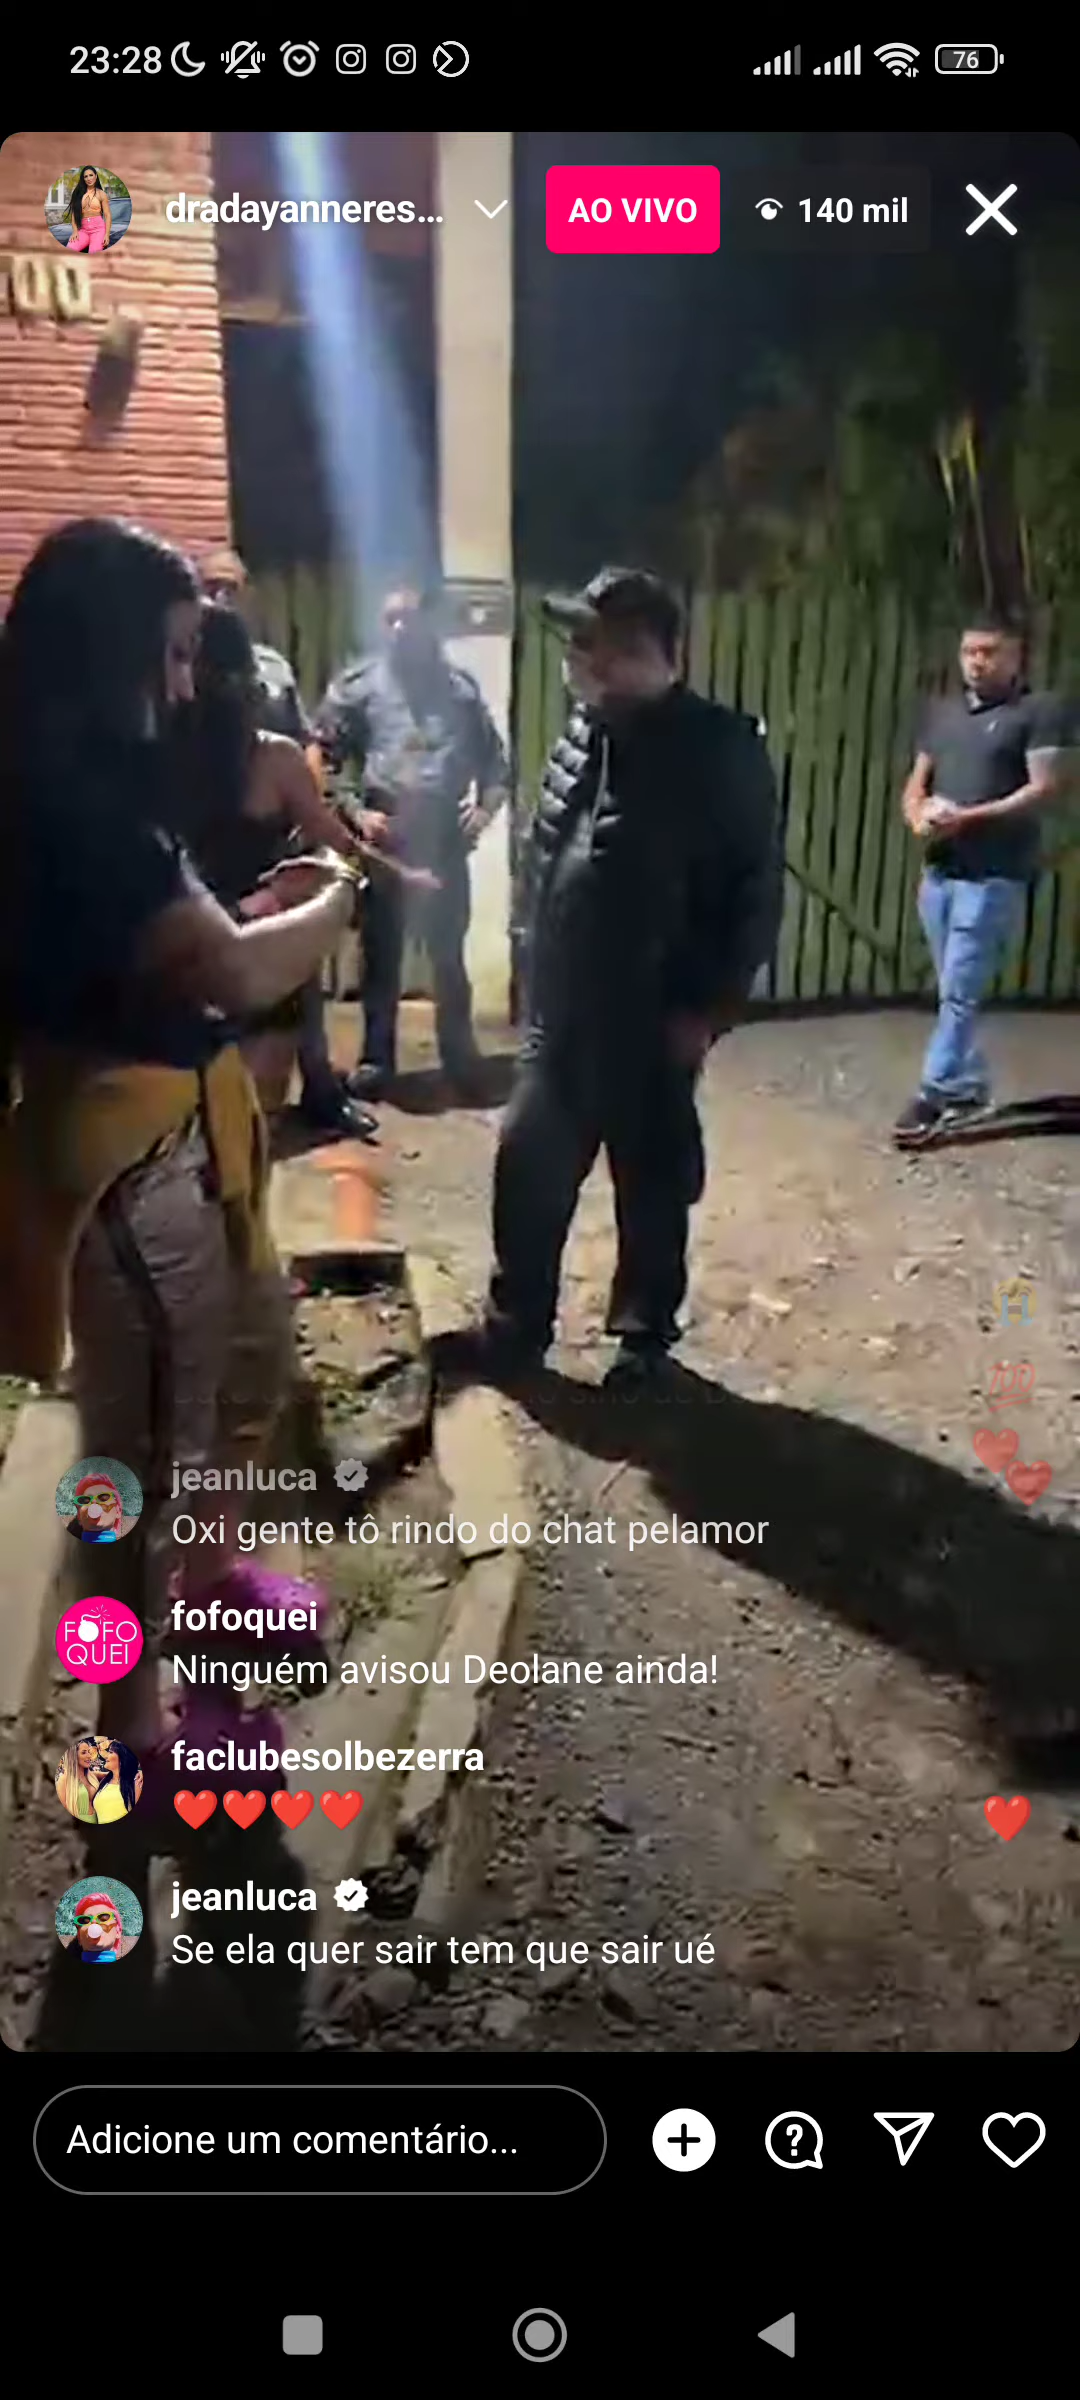 23:28
76
dradayanneres...
AO VIVO
140 mil
00
💯
jeanluca
Oxi gente tô rindo do chat pelamor
FOFO
QUEI
fofoquei
Ninguém avisou Deolane ainda!
faclubesolbezerra
❤️❤️❤️❤️
jeanluca
Se ela quer sair tem que sair ué
Adicione um comentário...